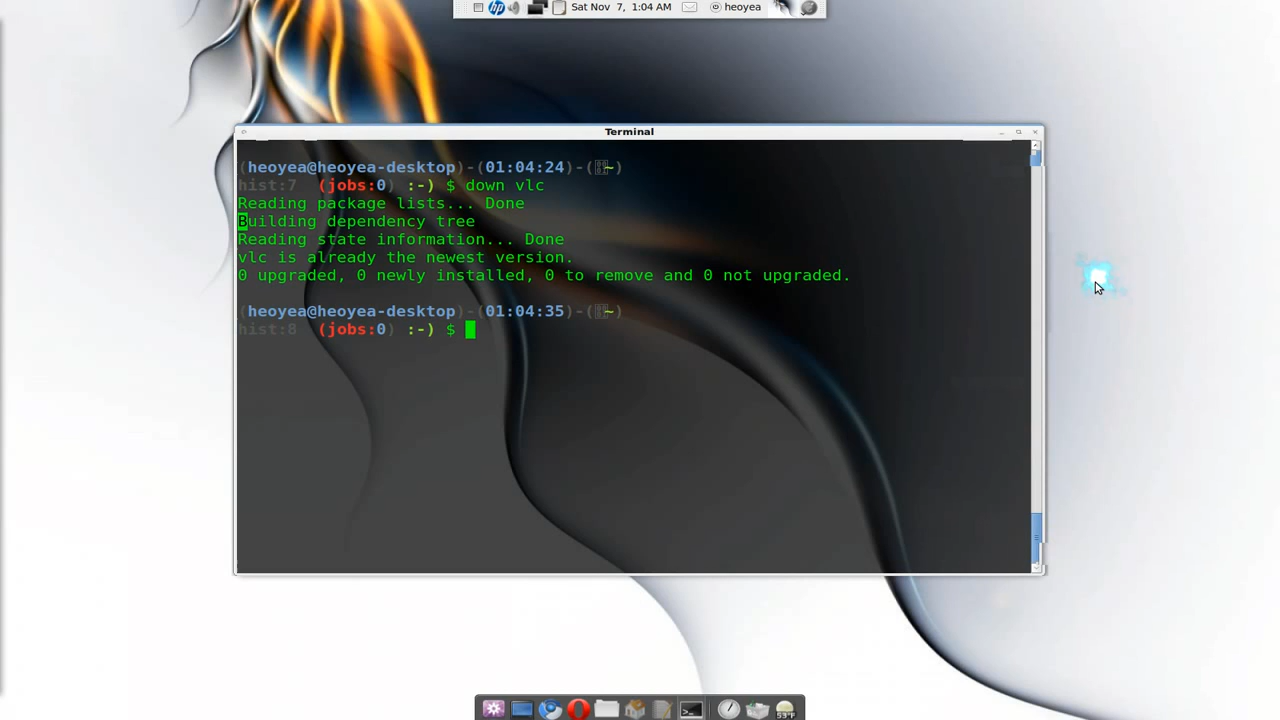 hp Sat Nov 7, 1:04 AM heoyea
Terminal
(heoyea@heoyea-desktop)-(01:04:24)-(~)
hist:7 (jobs:0) :-) $ down vlc
Reading package lists... Done
Building dependency tree
Reading state information... Done
vlc is already the newest version.
0 upgraded, 0 newly installed, 0 to remove and 0 not upgraded.
(heoyea@heoyea-desktop)-(01:04:35)-(~)
hist:8 (jobs:0) :-) $
53°F